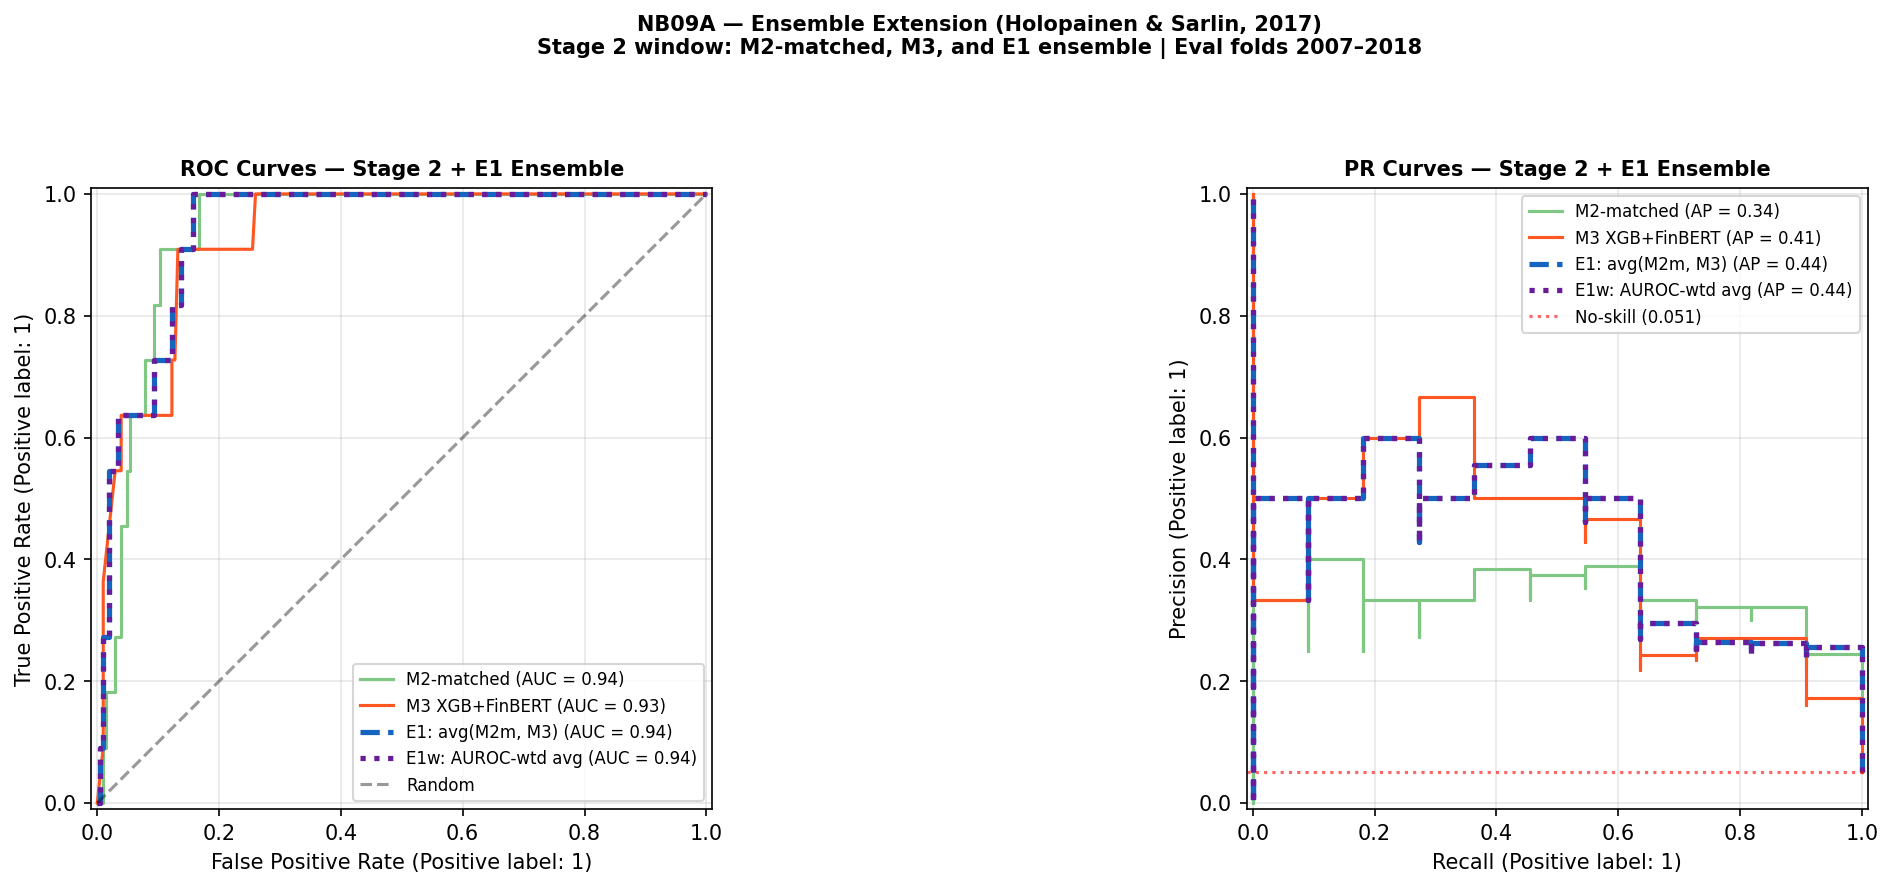 NB09A — Ensemble Extension (Holopainen & Sarlin, 2017)
Stage 2 window: M2-matched, M3, and E1 ensemble | Eval folds 2007–2018
ROC Curves — Stage 2 + E1 Ensemble
True Positive Rate (Positive label: 1)
1.0
0.8
0.6
0.4
0.2
0.0
M2-matched (AUC = 0.94)
M3 XGB+FinBERT (AUC = 0.93)
E1: avg(M2m, M3) (AUC = 0.94)
E1w: AUROC-wtd avg (AUC = 0.94)
Random
0.0 0.2 0.4 0.6 0.8 1.0
False Positive Rate (Positive label: 1)
PR Curves — Stage 2 + E1 Ensemble
Precision (Positive label: 1)
1.0
0.8
0.6
0.4
0.2
0.0
M2-matched (AP = 0.34)
M3 XGB+FinBERT (AP = 0.41)
E1: avg(M2m, M3) (AP = 0.44)
E1w: AUROC-wtd avg (AP = 0.44)
No-skill (0.051)
0.0 0.2 0.4 0.6 0.8 1.0
Recall (Positive label: 1)